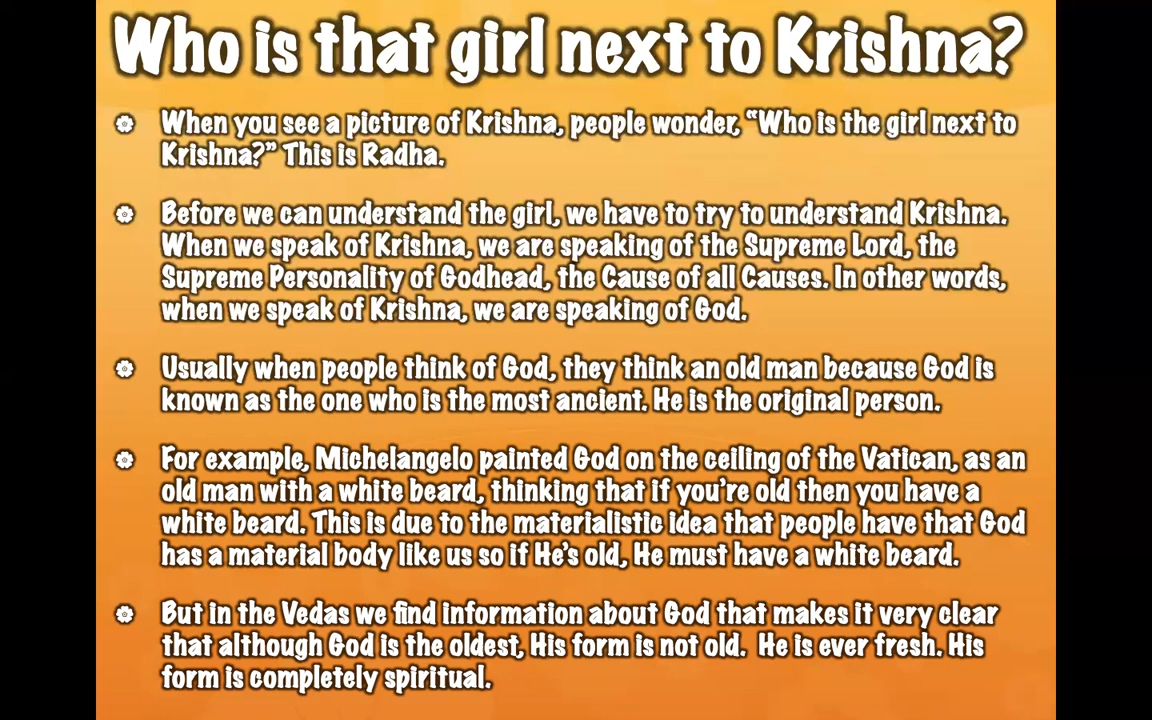 Who is that girl next to Krishna?
When you see a picture of Krishna, people wonder, “Who is the girl next to
Krishna?” This is Radha.
Before we can understand the girl, we have to try to understand Krishna.
When we speak of Krishna, we are speaking of the Supreme Lord, the
Supreme Personality of Godhead, the Cause of all Causes. In other words,
when we speak of Krishna, we are speaking of God.
Usually when people think of God, they think an old man because God is
known as the one who is the most ancient. He is the original person.
For example, Michelangelo painted God on the ceiling of the Vatican, as an
old man with a white beard, thinking that if you’re old then you have a
white beard. This is due to the materialistic idea that people have that God
has a material body like us so if He’s old, He must have a white beard.
But in the Vedas we find information about God that makes it very clear
that although God is the oldest, His form is not old.  He is ever fresh. His
form is completely spiritual.